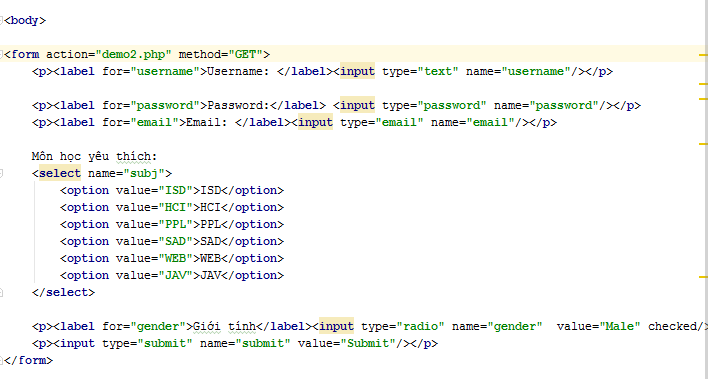 <body>
<form action="demo2.php" method="GET">
<p><label for="username">Username: </label><input type="text" name="username"/></p>
<p><label for="password">Password:</label> <input type="password" name="password"/></p>
<p><label for="email">Email: </label><input type="email" name="email"/></p>
Môn học yêu thích:
<select name="subj">
<option value="ISD">ISD</option>
<option value="HCI">HCI</option>
<option value="PPL">PPL</option>
<option value="SAD">SAD</option>
<option value="WEB">WEB</option>
<option value="JAV">JAV</option>
</select>
<p><label for="gender">Giới tính</label><input type="radio" name="gender"  value="Male" checked/>
<p><input type="submit" name="submit" value="Submit"/></p>
</form>